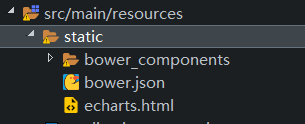 src/main/resources
static
bower_components
bower.json
echarts.html